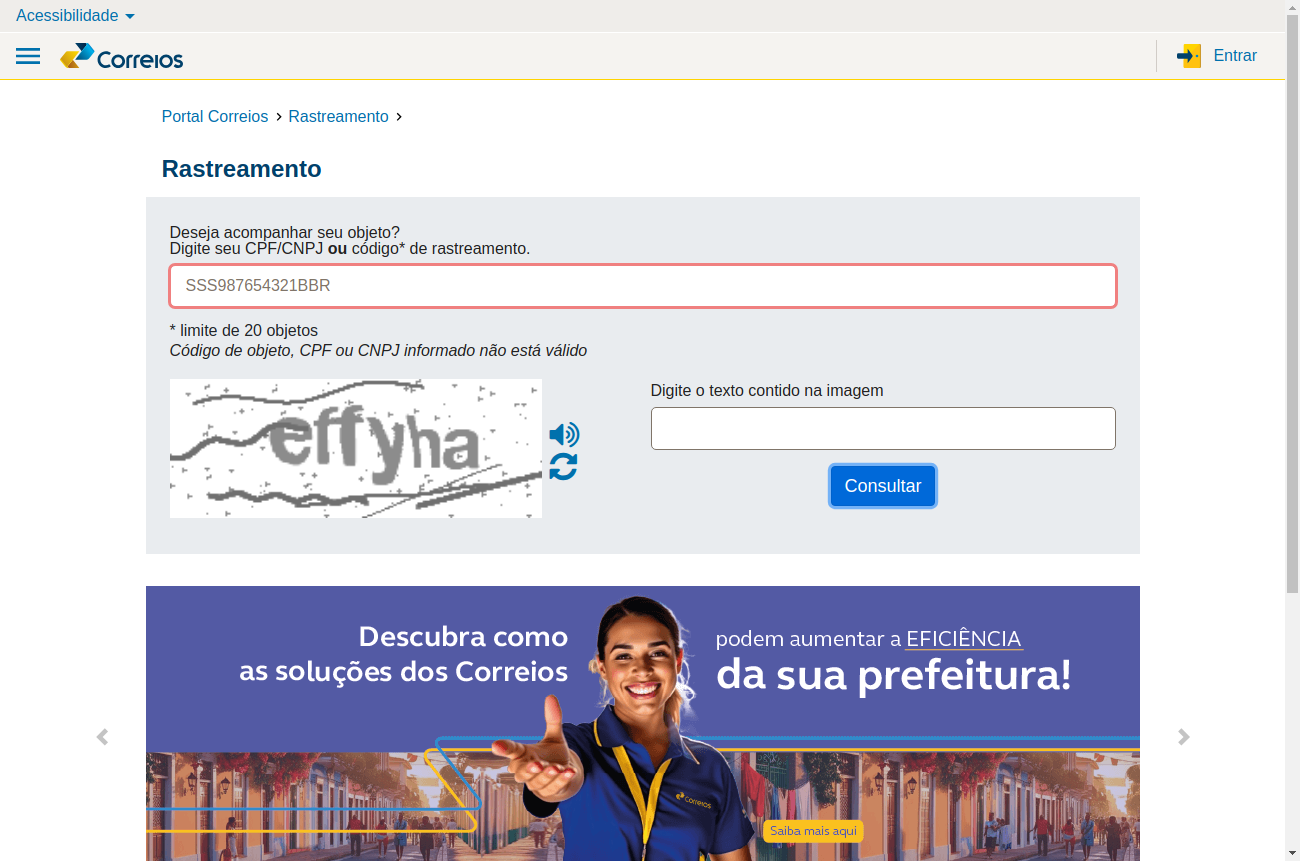 Acessibilidade
Correios
Entrar
Portal Correios
Rastreamento
Rastreamento
Deseja acompanhar seu objeto?
Digite seu CPF/CNPJ ou código* de rastreamento.
SSS987654321BBR
* limite de 20 objetos
Código de objeto, CPF ou CNPJ informado não está válido
effyha
Digite o texto contido na imagem
Consultar
Descubra como
as soluções dos Correios
podem aumentar a EFICIÊNCIA
da sua prefeitura!
Correios
Saiba mais aqui